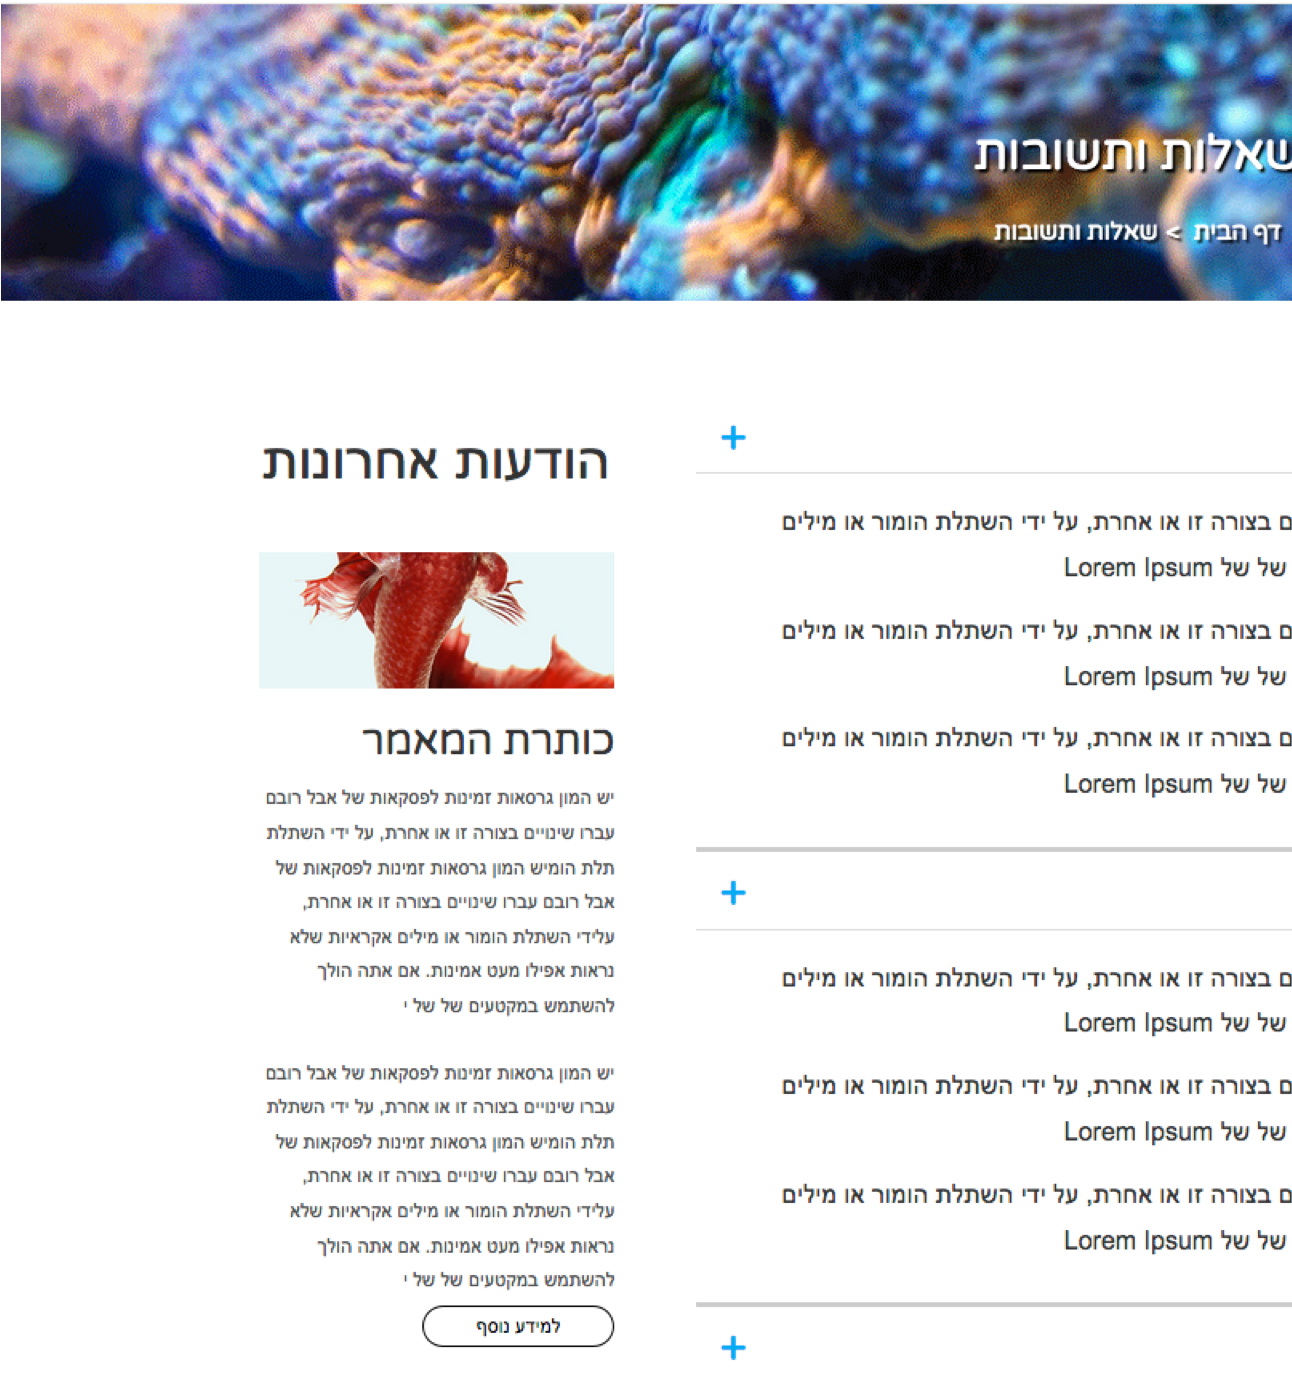 שאלות ותשובות
דף הבית > שאלות ותשובות
בצורה זו או אחרת, על ידי השתלת הומור או מילים
של של Lorem Ipsum
בצורה זו או אחרת, על ידי השתלת הומור או מילים
של של Lorem Ipsum
בצורה זו או אחרת, על ידי השתלת הומור או מילים
של של Lorem Ipsum
בצורה זו או אחרת, על ידי השתלת הומור או מילים
של של Lorem Ipsum
בצורה זו או אחרת, על ידי השתלת הומור או מילים
של של Lorem Ipsum
בצורה זו או אחרת, על ידי השתלת הומור או מילים
של של Lorem Ipsum
הודעות אחרונות
כותרת המאמר
יש המון גרסאות זמינות לפסקאות של אבל רובם
עברו שינויים בצורה זו או אחרת, על ידי השתלת
תלת הומיש המון גרסאות זמינות לפסקאות של
אבל רובם עברו שינויים בצורה זו או אחרת,
עלידי השתלת הומור או מילים אקראיות שלא
נראות אפילו מעט אמינות. אם אתה הולך
להשתמש במקטעים של של י
יש המון גרסאות זמינות לפסקאות של אבל רובם
עברו שינויים בצורה זו או אחרת, על ידי השתלת
תלת הומיש המון גרסאות זמינות לפסקאות של
אבל רובם עברו שינויים בצורה זו או אחרת,
עלידי השתלת הומור או מילים אקראיות שלא
נראות אפילו מעט אמינות. אם אתה הולך
להשתמש במקטעים של של י
למידע נוסף